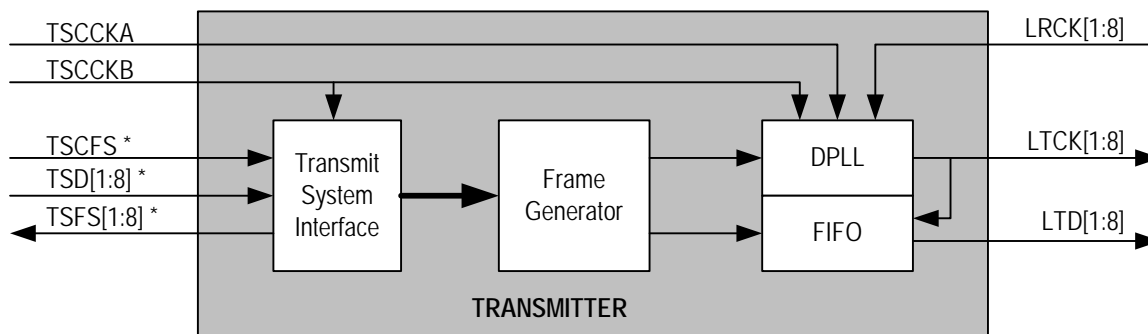 TSCCKA
LRCK[1:8]
TSCCKB
TSCFS *
TSD[1:8] *
TSFS[1:8] *
Transmit
System
Interface
Frame
Generator
DPLL
FIFO
LTCK[1:8]
LTD[1:8]
TRANSMITTER